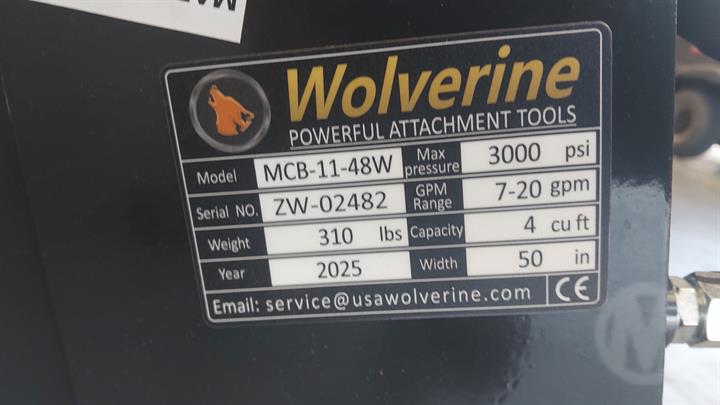 Wolverine
POWERFUL ATTACHMENT TOOLS
Model MCB-11-48W Max pressure 3000 psi
Serial NO. ZW-02482 GPM Range 7-20 gpm
Weight 310 lbs Capacity 4 cu ft
Year 2025 Width 50 in
Email: service@usawolverine.com CE